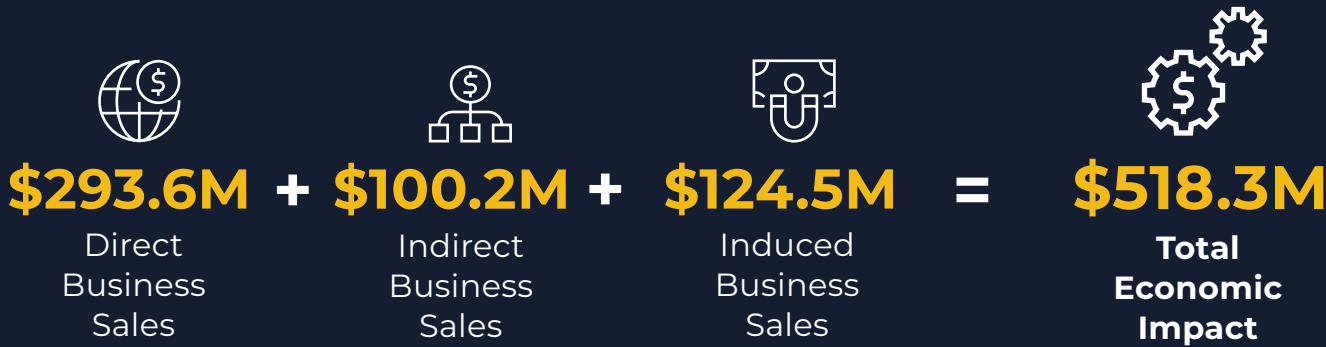 $293.6M + $100.2M + $124.5M = $518.3M
Direct
Business
Sales
Indirect
Business
Sales
Induced
Business
Sales
Total
Economic
Impact